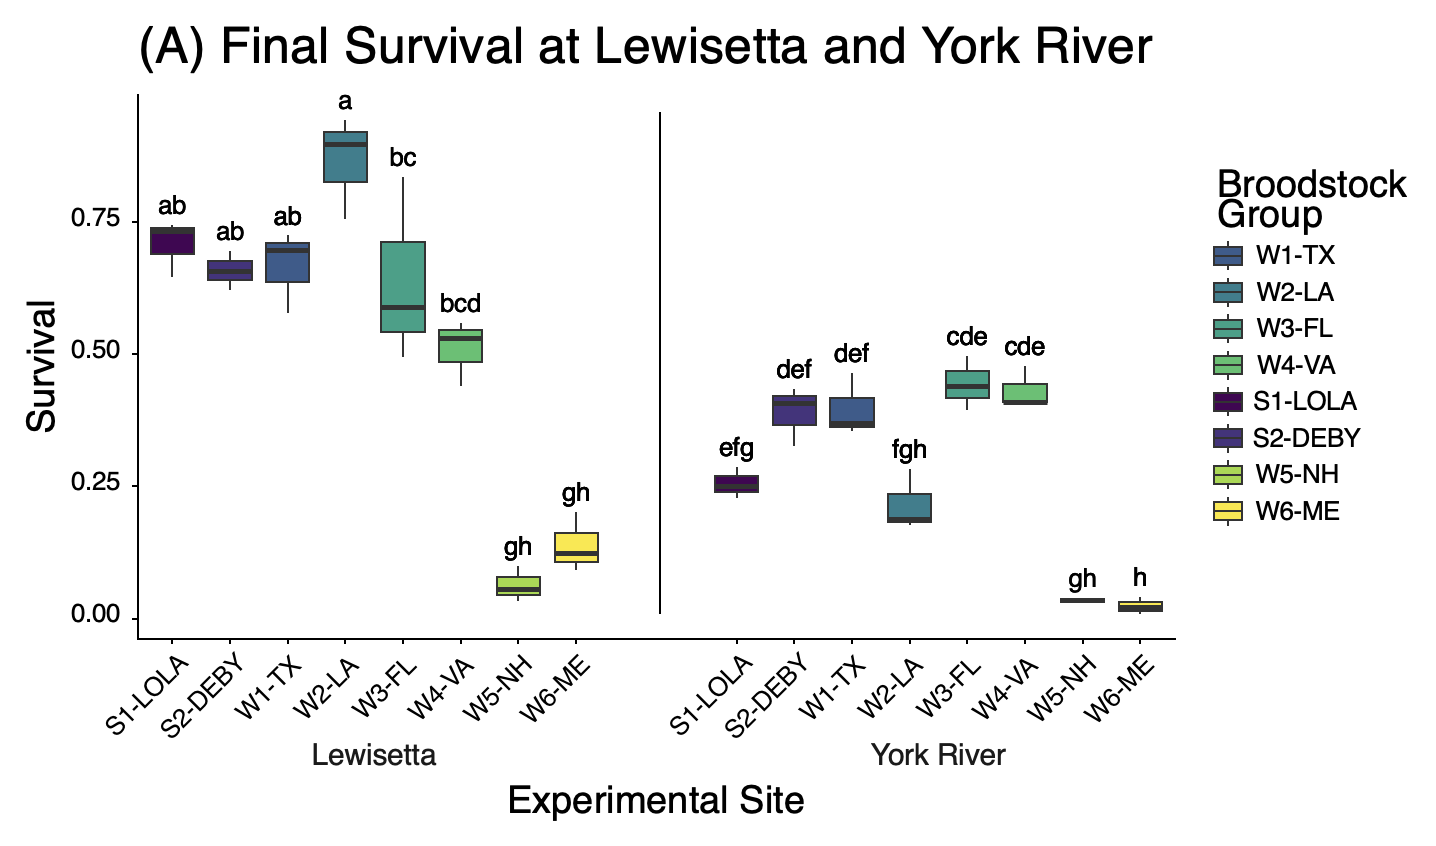 (A) Final Survival at Lewisetta and York River
Survival
0.75
0.50
0.25
0.00
ab
ab
ab
a
bc
bcd
gh
gh
efg
def
def
fgh
cde
cde
gh
h
S1-LOLA
S2-DEBY
W1-TX
W2-LA
W3-FL
W4-VA
W5-NH
W6-ME
S1-LOLA
S2-DEBY
W1-TX
W2-LA
W3-FL
W4-VA
W5-NH
W6-ME
Lewisetta
York River
Experimental Site
Broodstock
Group
W1-TX
W2-LA
W3-FL
W4-VA
S1-LOLA
S2-DEBY
W5-NH
W6-ME